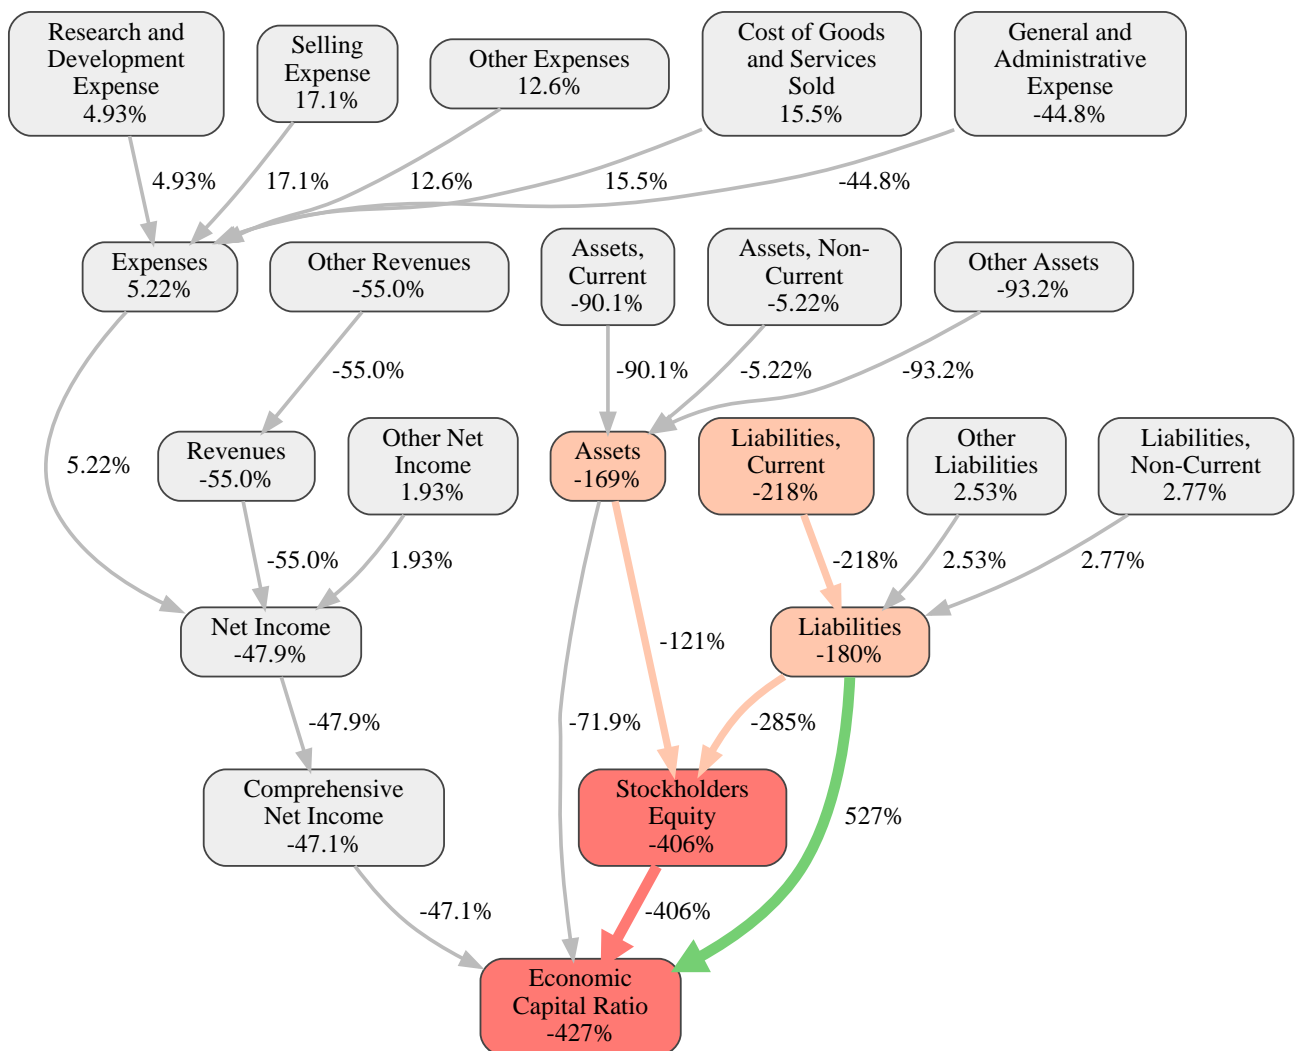 Research and
Development
Expense
4.93%
Selling
Expense
17.1%
Other Expenses
12.6%
Cost of Goods
and Services
Sold
15.5%
General and
Administrative
Expense
-44.8%
4.93%
17.1%
12.6%
15.5%
-44.8%
Expenses
5.22%
Other Revenues
-55.0%
Assets,
Current
-90.1%
Assets, Non-
Current
-5.22%
Other Assets
-93.2%
-55.0%
-90.1%
-5.22%
-93.2%
5.22%
Revenues
-55.0%
Other Net
Income
1.93%
Assets
-169%
Liabilities,
Current
-218%
Other
Liabilities
2.53%
Liabilities,
Non-Current
2.77%
-55.0%
1.93%
-218%
2.53%
2.77%
Net Income
-47.9%
-121%
Liabilities
-180%
-47.9%
-71.9%
-285%
Comprehensive
Net Income
-47.1%
Stockholders
Equity
-406%
527%
-47.1%
-406%
Economic
Capital Ratio
-427%